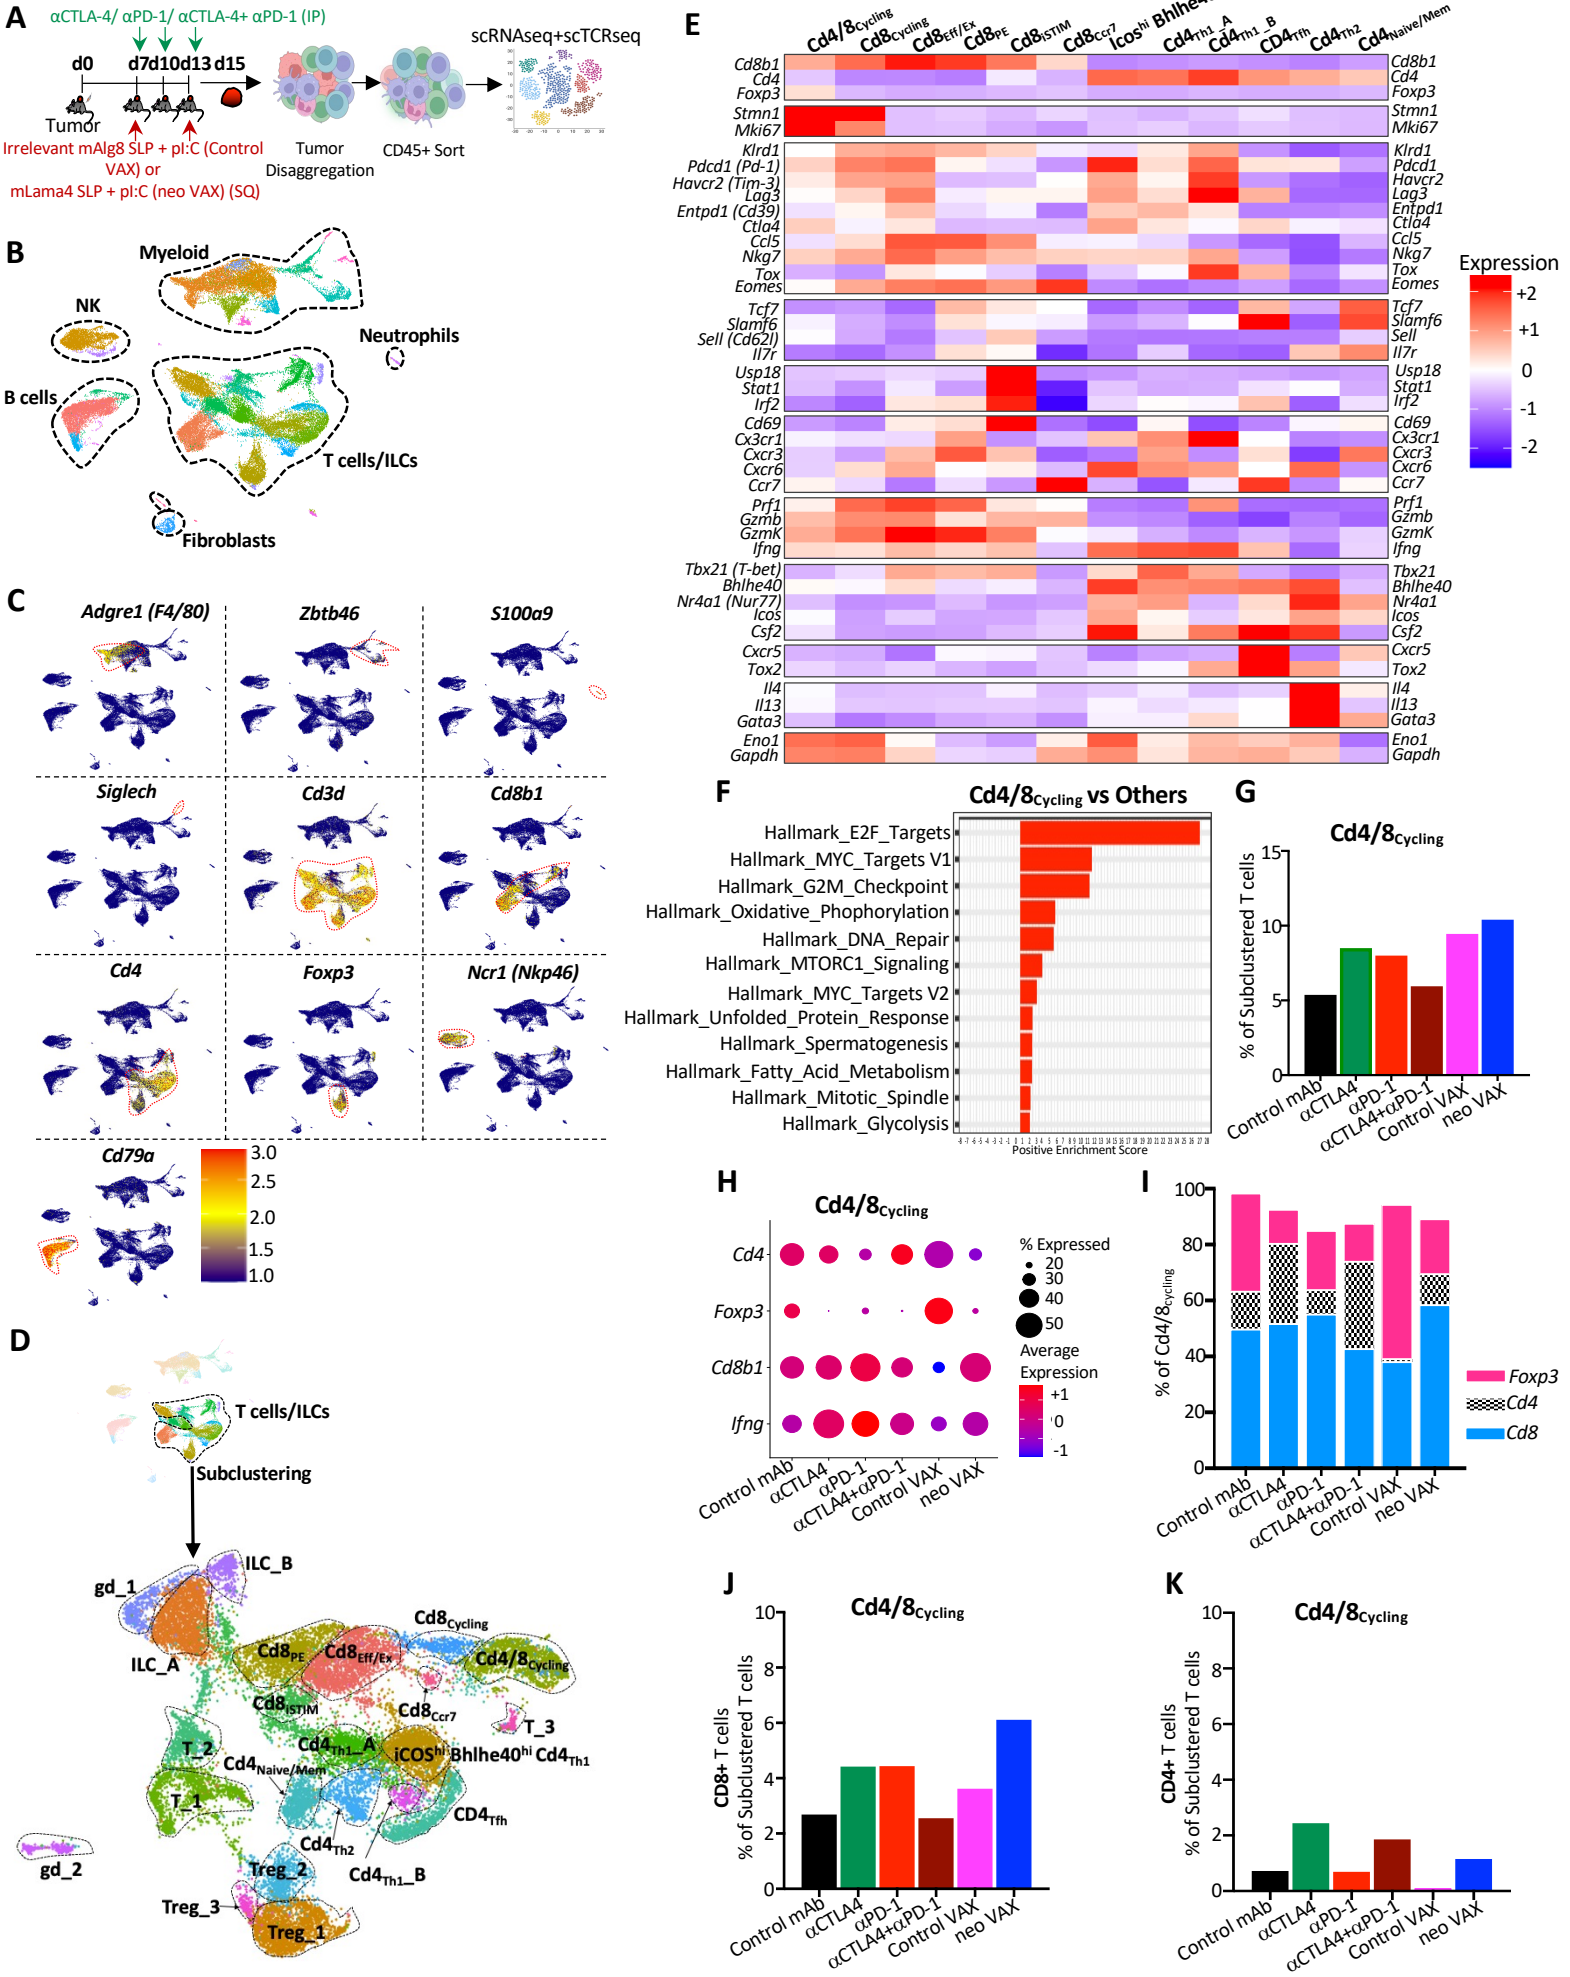 A
αCTLA-4/ αPD-1/ αCTLA-4+ αPD-1 (IP)
d0
d7
d10
d13
d15
Tumor
Irrelevant mAlg8 SLP + pI:C (Control
VAX) or
mLama4 SLP + pI:C (neo VAX) (SQ)
Tumor
Disaggregation
CD45+ Sort
scRNAseq+scTCRseq
B
Myeloid
NK
Neutrophils
B cells
T cells/ILCs
Fibroblasts
C
Adgre1 (F4/80)
Zbtb46
S100a9
Siglech
Cd3d
Cd8b1
Cd4
Foxp3
Ncr1 (Nkp46)
Cd79a
3.0
2.5
2.0
1.5
1.0
D
T cells/ILCs
Subclustering
ILC_B
gd_1
ILC_A
Cd8PE
Cd8Eff/Ex
Cd8Cycling
Cd4/8Cycling
Cd8iSTIM
Cd8Ccr7
T_3
T_2
Cd4Th1_A
iCOShi Bhlhe40hi Cd4Th1
Cd4Naive/Mem
T_1
CD4Tfh
Cd4Th2
Cd4Th1_B
gd_2
Treg_2
Treg_3
Treg_1
E
Cd4/8Cycling
Cd8Cycling
Cd8Eff/Ex
Cd8PE
Cd8iSTIM
Cd8Ccr7
Icoshi Bhlhe40
Cd4Th1_A
Cd4Th1_B
CD4Tfh
Cd4Th2
Cd4Naive/Mem
Cd8b1 Cd8b1
Cd4 Cd4
Foxp3 Foxp3
Stmn1 Stmn1
Mki67 Mki67
Klrd1 Klrd1
Pdcd1 (Pd-1) Pdcd1
Havcr2 (Tim-3) Havcr2
Lag3 Lag3
Entpd1 (Cd39) Entpd1
Ctla4 Ctla4
Ccl5 Ccl5
Nkg7 Nkg7
Tox Tox
Eomes Eomes
Tcf7 Tcf7
Slamf6 Slamf6
Sell (Cd62l) Sell
Il7r Il7r
Usp18 Usp18
Stat1 Stat1
Irf2 Irf2
Cd69 Cd69
Cx3cr1 Cx3cr1
Cxcr3 Cxcr3
Cxcr6 Cxcr6
Ccr7 Ccr7
Prf1 Prf1
Gzmb Gzmb
GzmK GzmK
Ifng Ifng
Tbx21 (T-bet) Tbx21
Bhlhe40 Bhlhe40
Nr4a1 (Nur77) Nr4a1
Icos Icos
Csf2 Csf2
Cxcr5 Cxcr5
Tox2 Tox2
Il4 Il4
Il13 Il13
Gata3 Gata3
Eno1 Eno1
Gapdh Gapdh
Expression
+2
+1
0
-1
-2
F
Cd4/8Cycling vs Others
Hallmark_E2F_Targets
Hallmark_MYC_Targets V1
Hallmark_G2M_Checkpoint
Hallmark_Oxidative_Phophorylation
Hallmark_DNA_Repair
Hallmark_MTORC1_Signaling
Hallmark_MYC_Targets V2
Hallmark_Unfolded_Protein_Response
Hallmark_Spermatogenesis
Hallmark_Fatty_Acid_Metabolism
Hallmark_Mitotic_Spindle
Hallmark_Glycolysis
Positive Enrichment Score
G
Cd4/8Cycling
% of Subclustered T cells
15
10
5
0
Control mAb
αCTLA4
αPD-1
αCTLA4+αPD-1
Control VAX
neo VAX
H
Cd4/8Cycling
Cd4
Foxp3
Cd8b1
Ifng
Control mAb
αCTLA4
αPD-1
αCTLA4+αPD-1
Control VAX
neo VAX
% Expressed
20
30
40
50
Average
Expression
+1
0
-1
I
% of Cd4/8cycling
100
80
60
40
20
0
Control mAb
αCTLA4
αPD-1
αCTLA4+αPD-1
Control VAX
neo VAX
Foxp3
Cd4
Cd8
J
Cd4/8Cycling
CD8+ T cells
% of Subclustered T cells
10
8
6
4
2
0
Control mAb
αCTLA4
αPD-1
αCTLA4+αPD-1
Control VAX
neo VAX
K
Cd4/8Cycling
CD4+ T cells
% of Subclustered T cells
10
8
6
4
2
0
Control mAb
αCTLA4
αPD-1
αCTLA4+αPD-1
Control VAX
neo VAX